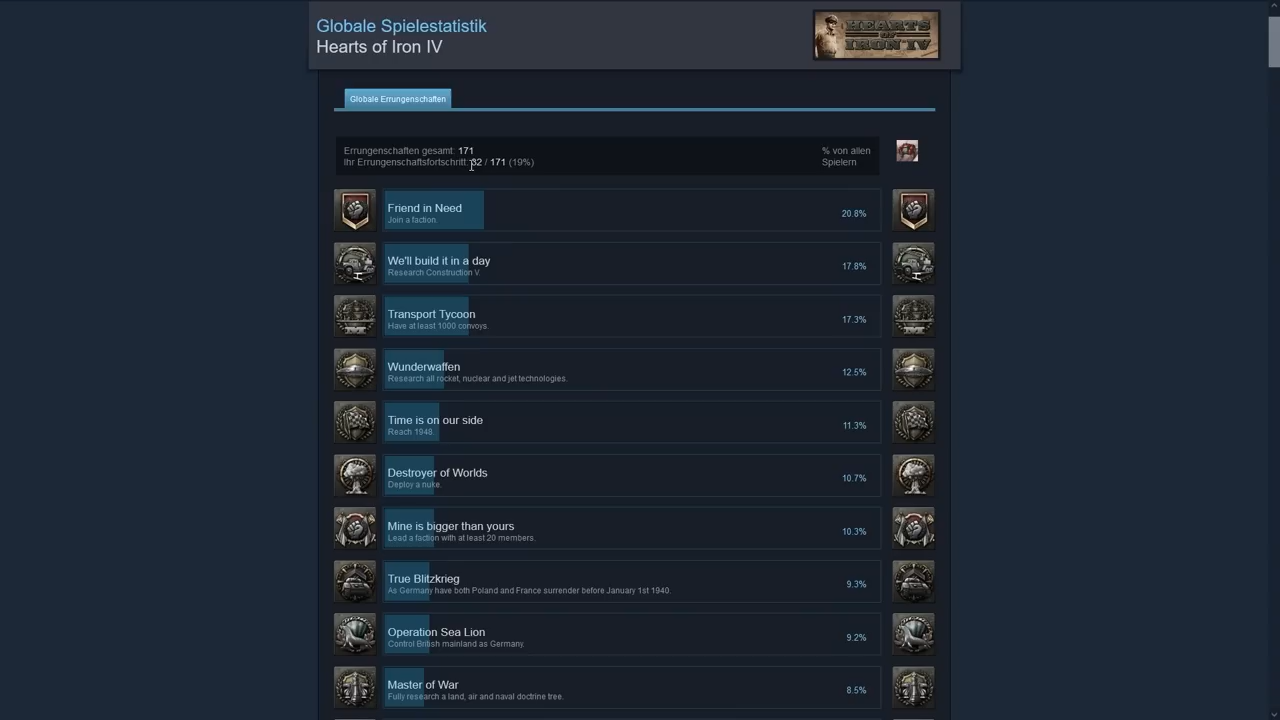 Globale Spielestatistik
Hearts of Iron IV
HEARTS
OF
IRON IV
Globale Errungenschaften
Errungenschaften gesamt: 171
Ihr Errungenschaftsfortschritt: 32 / 171 (19%)
% von allen
Spielern
Friend in Need
Join a faction.
20.8%
We'll build it in a day
Research Construction V.
17.8%
Transport Tycoon
Have at least 1000 convoys.
17.3%
Wunderwaffen
Research all rocket, nuclear and jet technologies.
12.5%
Time is on our side
Reach 1948.
11.3%
Destroyer of Worlds
Deploy a nuke.
10.7%
Mine is bigger than yours
Lead a faction with at least 20 members.
10.3%
True Blitzkrieg
As Germany have both Poland and France surrender before January 1st 1940.
9.3%
Operation Sea Lion
Control British mainland as Germany.
9.2%
Master of War
Fully research a land, air and naval doctrine tree.
8.5%